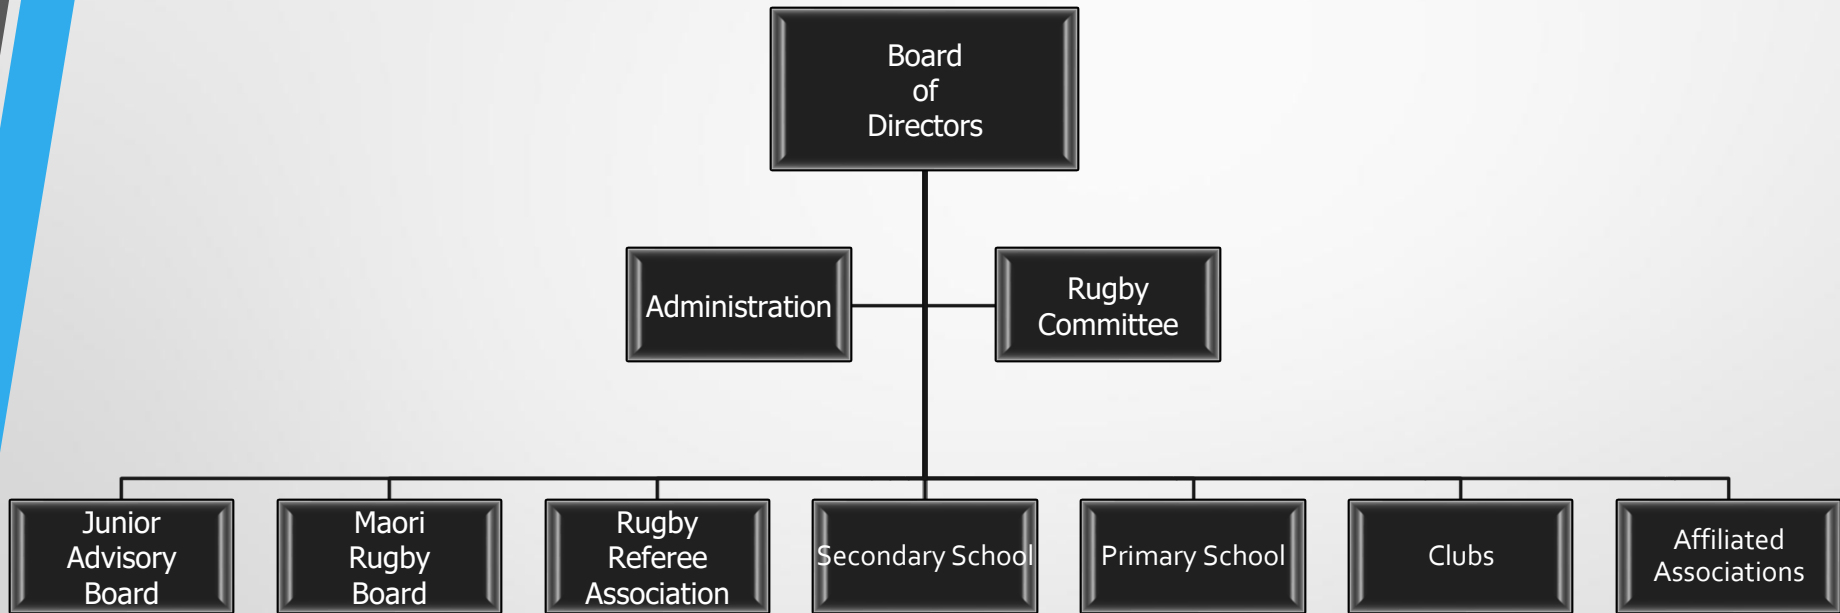 Board
of
Directors
Administration
Rugby
Committee
Junior
Advisory
Board
Maori
Rugby
Board
Rugby
Referee
Association
Secondary School
Primary School
Clubs
Affiliated
Associations